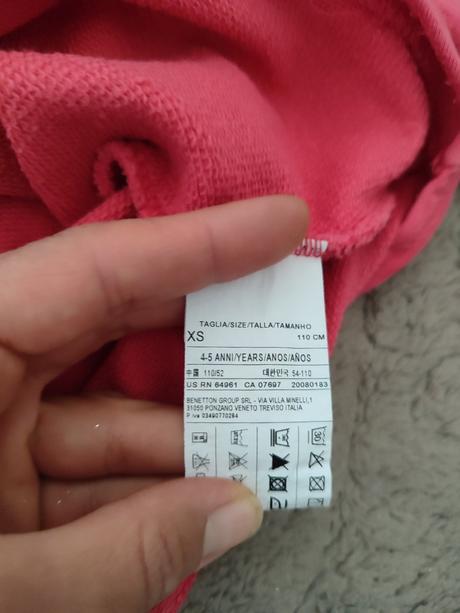 TAGLIA/SIZE/TALLA/TAMANHO
XS 110 CM
4-5 ANNI/YEARS/ANOS/AÑOS
中國 110/52 대한민국 54-110
US RN 64961 CA 07697 20080183
BENETTON GROUP SRL - VIA VILLA MINELLI,1
31050 PONZANO VENETO TREVISO ITALIA
P iva 03490770264
30